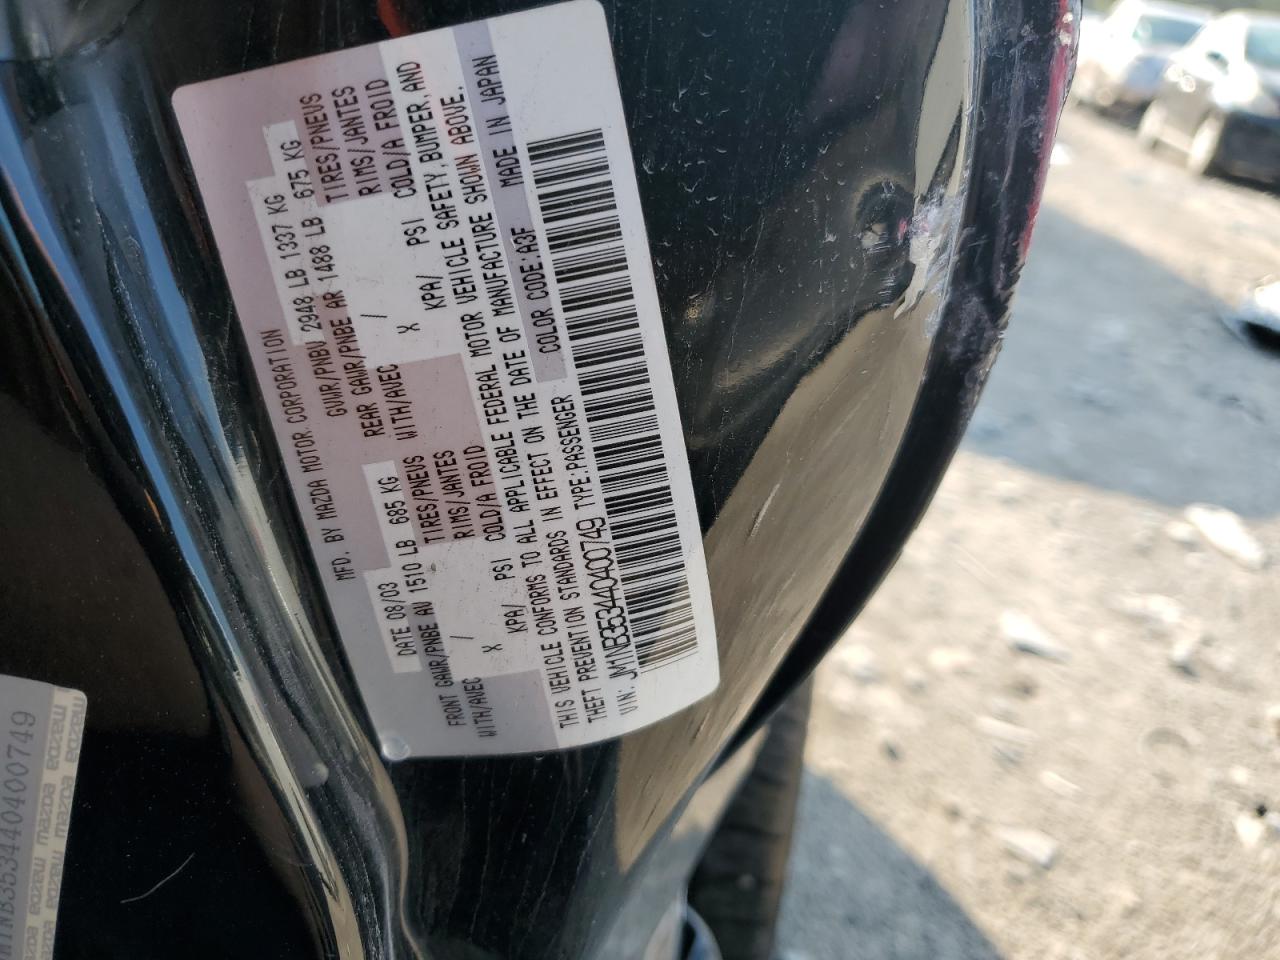 MFD. BY MAZDA MOTOR CORPORATION
DATE 08/03 GVWR/PNBV 2948 LB 1337 KG
FRONT GAWR/PNBE AV 1510 LB 685 KG REAR GAWR/PNBE AR 1488 LB 675 KG
WITH/AVEC / TIRES/PNEUS WITH/AVEC / TIRES/PNEUS
X RIMS/JANTES X RIMS/JANTES
KPA/ PSI COLD/A FROID KPA/ PSI COLD/A FROID
THIS VEHICLE CONFORMS TO ALL APPLICABLE FEDERAL MOTOR VEHICLE SAFETY, BUMPER, AND
THEFT PREVENTION STANDARDS IN EFFECT ON THE DATE OF MANUFACTURE SHOWN ABOVE.
VIN: JM1NB353440400749 TYPE:PASSENGER COLOR CODE:A3F MADE IN JAPAN
M1NB353440400749
mazda mazda mazda
mazda mazda mazda